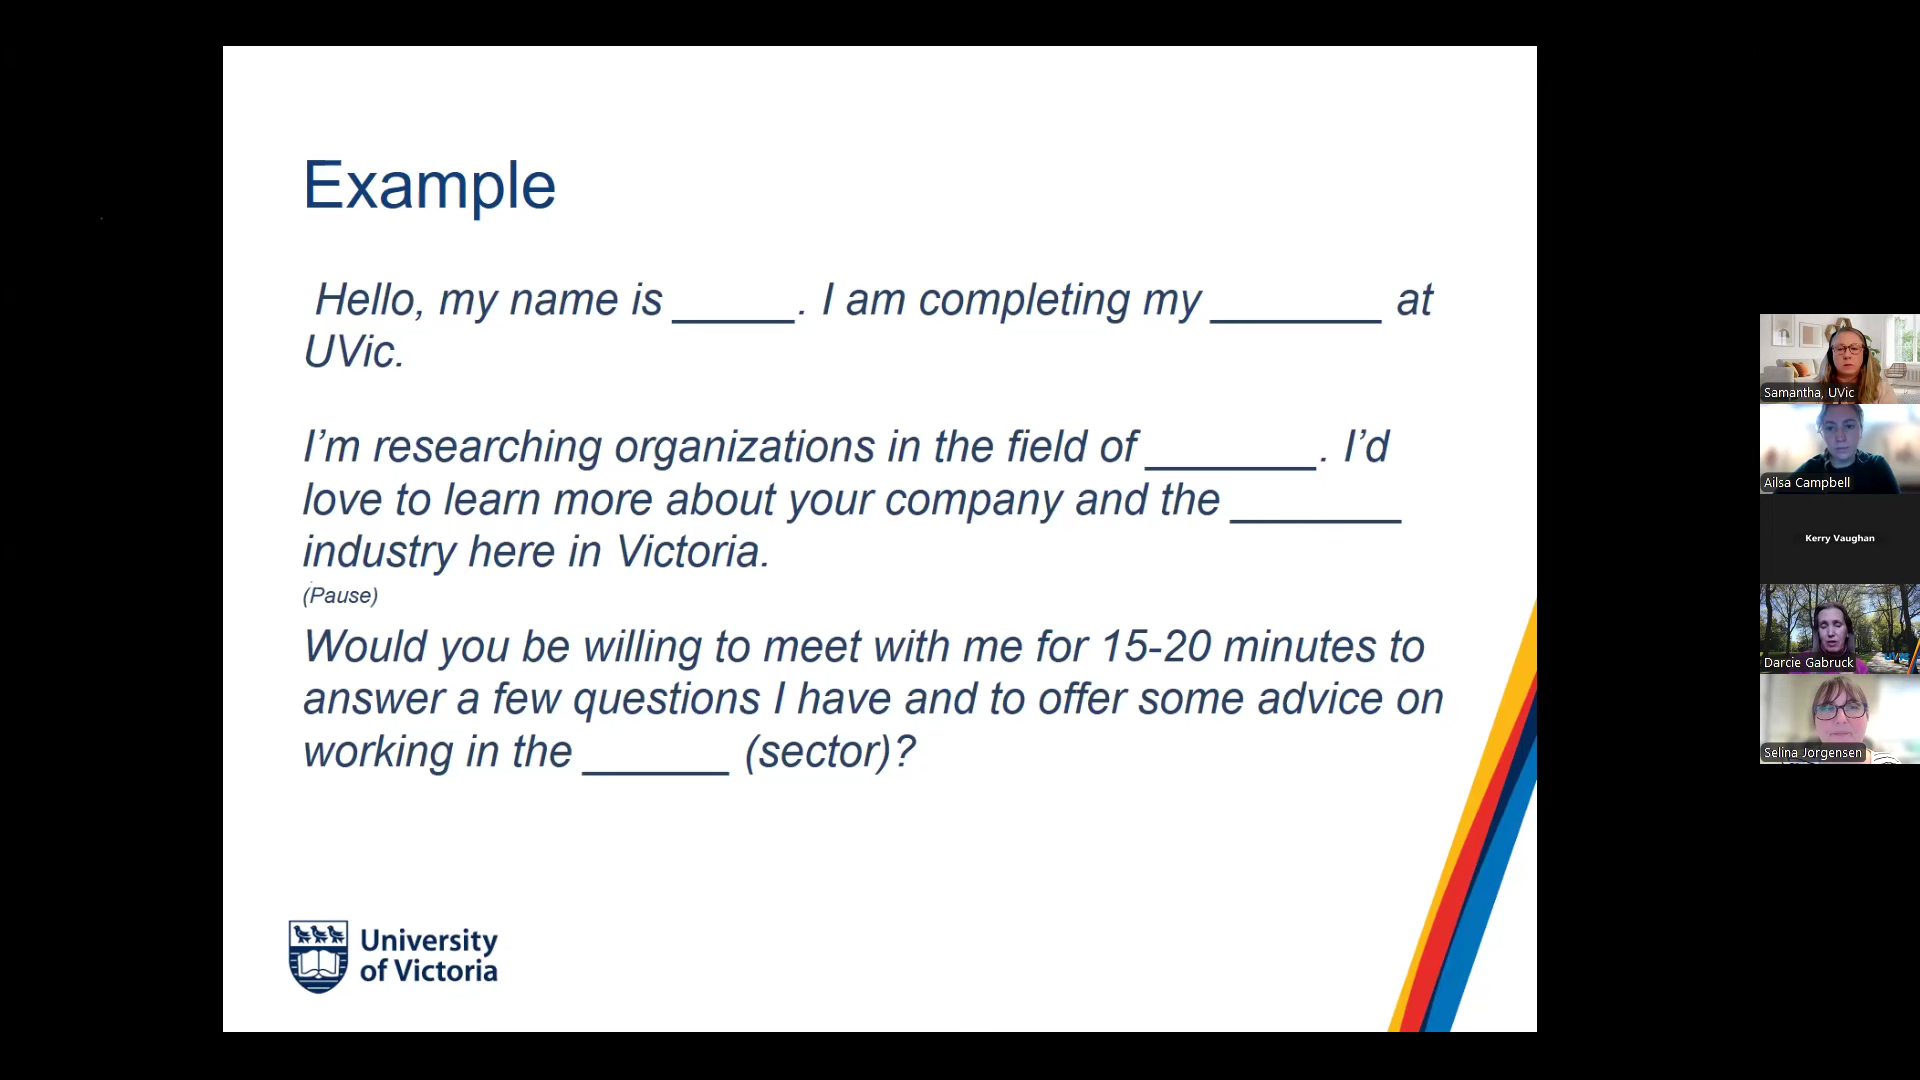 Example
Hello, my name is _____. I am completing my _______ at
UVic.
I'm researching organizations in the field of _______. I'd
love to learn more about your company and the _______
industry here in Victoria.
(Pause)
Would you be willing to meet with me for 15-20 minutes to
answer a few questions I have and to offer some advice on
working in the ______ (sector)?
University
of Victoria
Samantha, UVic
Ailsa Campbell
Kerry Vaughan
Darcie Gabruck
Selina Jorgensen